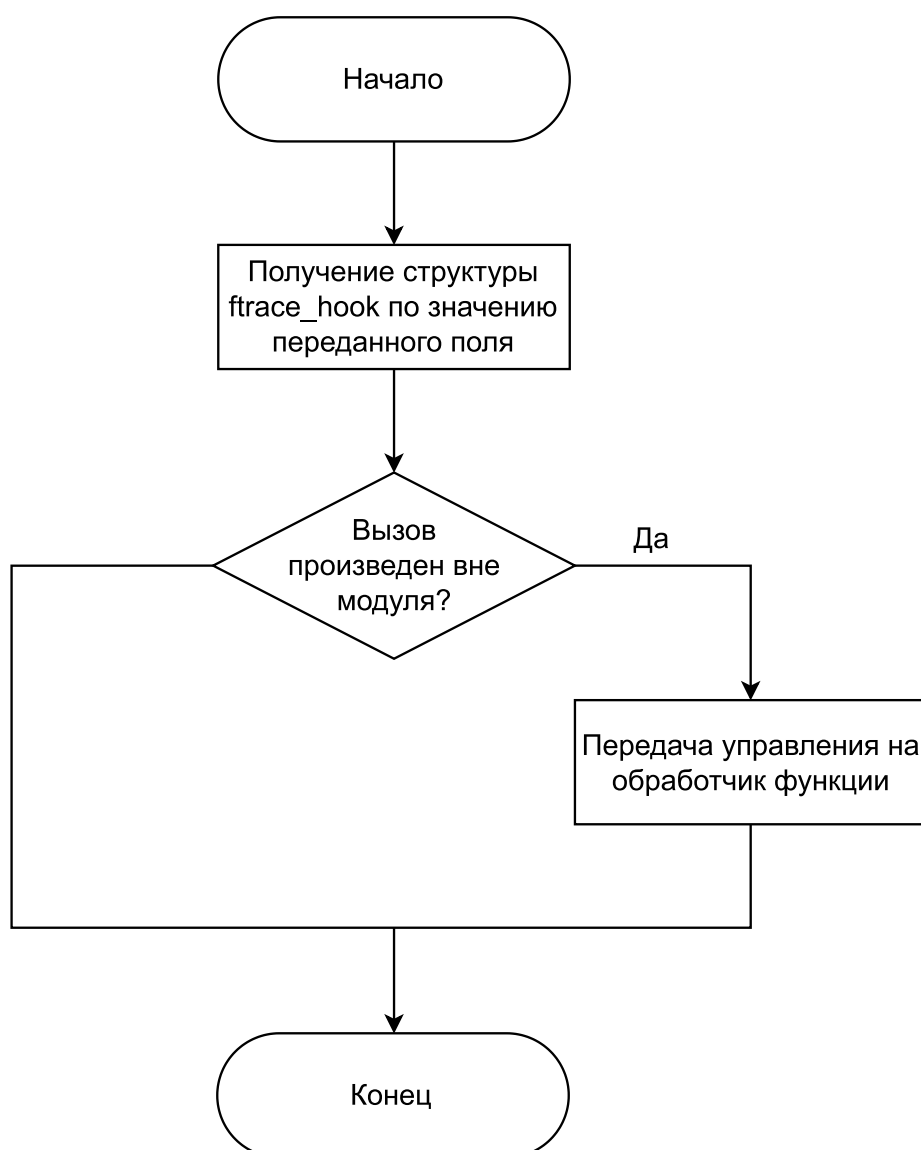 Начало
Получение структуры
ftrace_hook по значению
переданного поля
Вызов
произведен вне
модуля?
Да
Передача управления на
обработчик функции
Конец